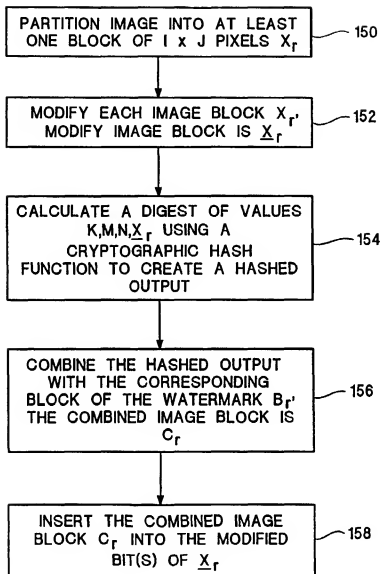 PARTITION IMAGE INTO AT LEAST
ONE BLOCK OF I x J PIXELS Xr
150
MODIFY EACH IMAGE BLOCK Xr,
MODIFY IMAGE BLOCK IS Xr
152
CALCULATE A DIGEST OF VALUES
K,M,N,Xr USING A
CRYPTOGRAPHIC HASH
FUNCTION TO CREATE A HASHED
OUTPUT
154
COMBINE THE HASHED OUTPUT
WITH THE CORRESPONDING
BLOCK OF THE WATERMARK Br,
THE COMBINED IMAGE BLOCK IS
Cr
156
INSERT THE COMBINED IMAGE
BLOCK Cr INTO THE MODIFIED
BIT(S) OF Xr
158